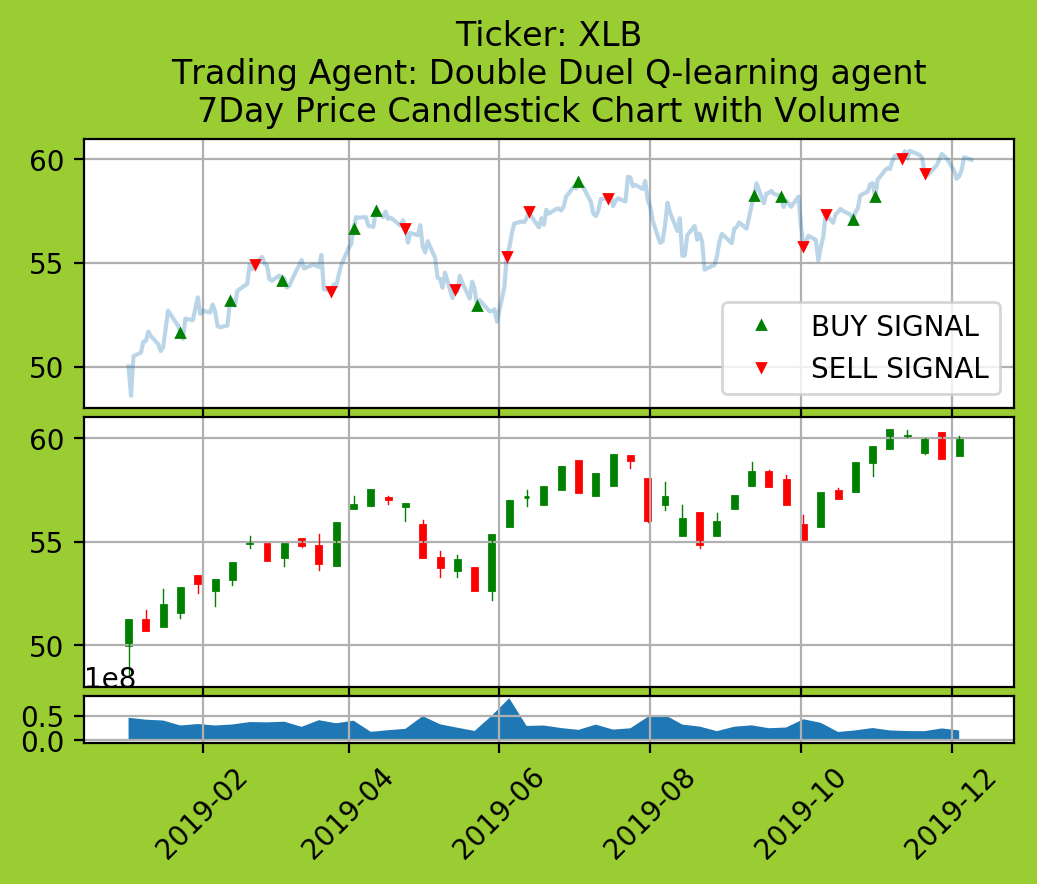 Ticker: XLB
Trading Agent: Double Duel Q-learning agent
7Day Price Candlestick Chart with Volume
60
55
50
BUY SIGNAL
SELL SIGNAL
60
55
50
1e8
0.5
0.0
2019-02
2019-04
2019-06
2019-08
2019-10
2019-12